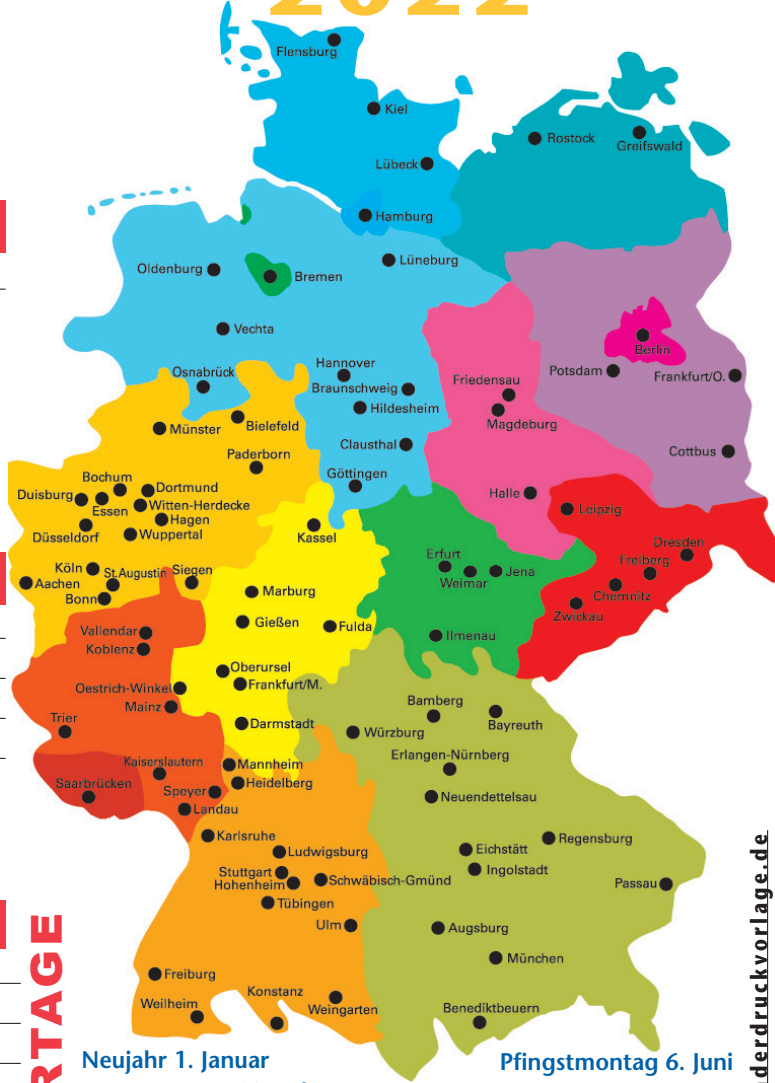 2022
Flensburg
Kiel
Rostock
Greifswald
Lübeck
Hamburg
Lüneburg
Oldenburg
Bremen
Vechta
Berlin
Osnabrück
Hannover
Braunschweig
Friedensau
Potsdam
Frankfurt/O.
Hildesheim
Magdeburg
Münster
Bielefeld
Clausthal
Cottbus
Paderborn
Göttingen
Bochum
Dortmund
Duisburg
Essen
Witten-Herdecke
Halle
Leipzig
Hagen
Düsseldorf
Wuppertal
Kassel
Dresden
Erfurt
Freiberg
Köln
St.Augustin
Siegen
Weimar
Jena
Aachen
Chemnitz
Bonn
Marburg
Zwickau
Gießen
Fulda
Vallendar
Ilmenau
Koblenz
Oberursel
Oestrich-Winkel
Frankfurt/M.
Mainz
Bamberg
Bayreuth
Trier
Darmstadt
Würzburg
Kaiserslautern
Mannheim
Erlangen-Nürnberg
Saarbrücken
Speyer
Heidelberg
Neuendettelsau
Landau
Karlsruhe
Regensburg
Ludwigsburg
Eichstätt
Stuttgart
Ingolstadt
Hohenheim
Schwäbisch-Gmünd
Passau
Tübingen
Ulm
Augsburg
München
Freiburg
Konstanz
Weilheim
Weingarten
Benediktbeuern
RTAGE
derdruckvorlage.de
Neujahr 1. Januar
Pfingstmontag 6. Juni